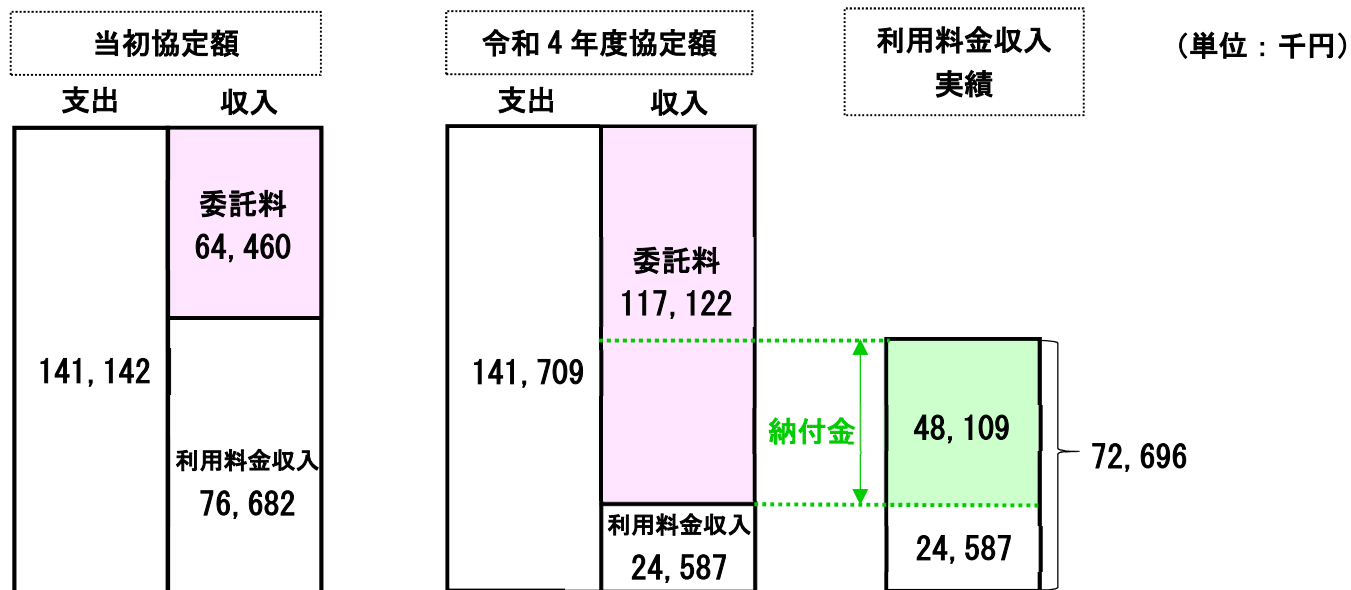 当初協定額
支出
収入
委託料
64,460
141,142
利用料金収入
76,682
令和4年度協定額
支出
収入
委託料
117,122
141,709
利用料金収入
24,587
納付金
利用料金収入
実績
48,109
24,587
72,696
（単位：千円）